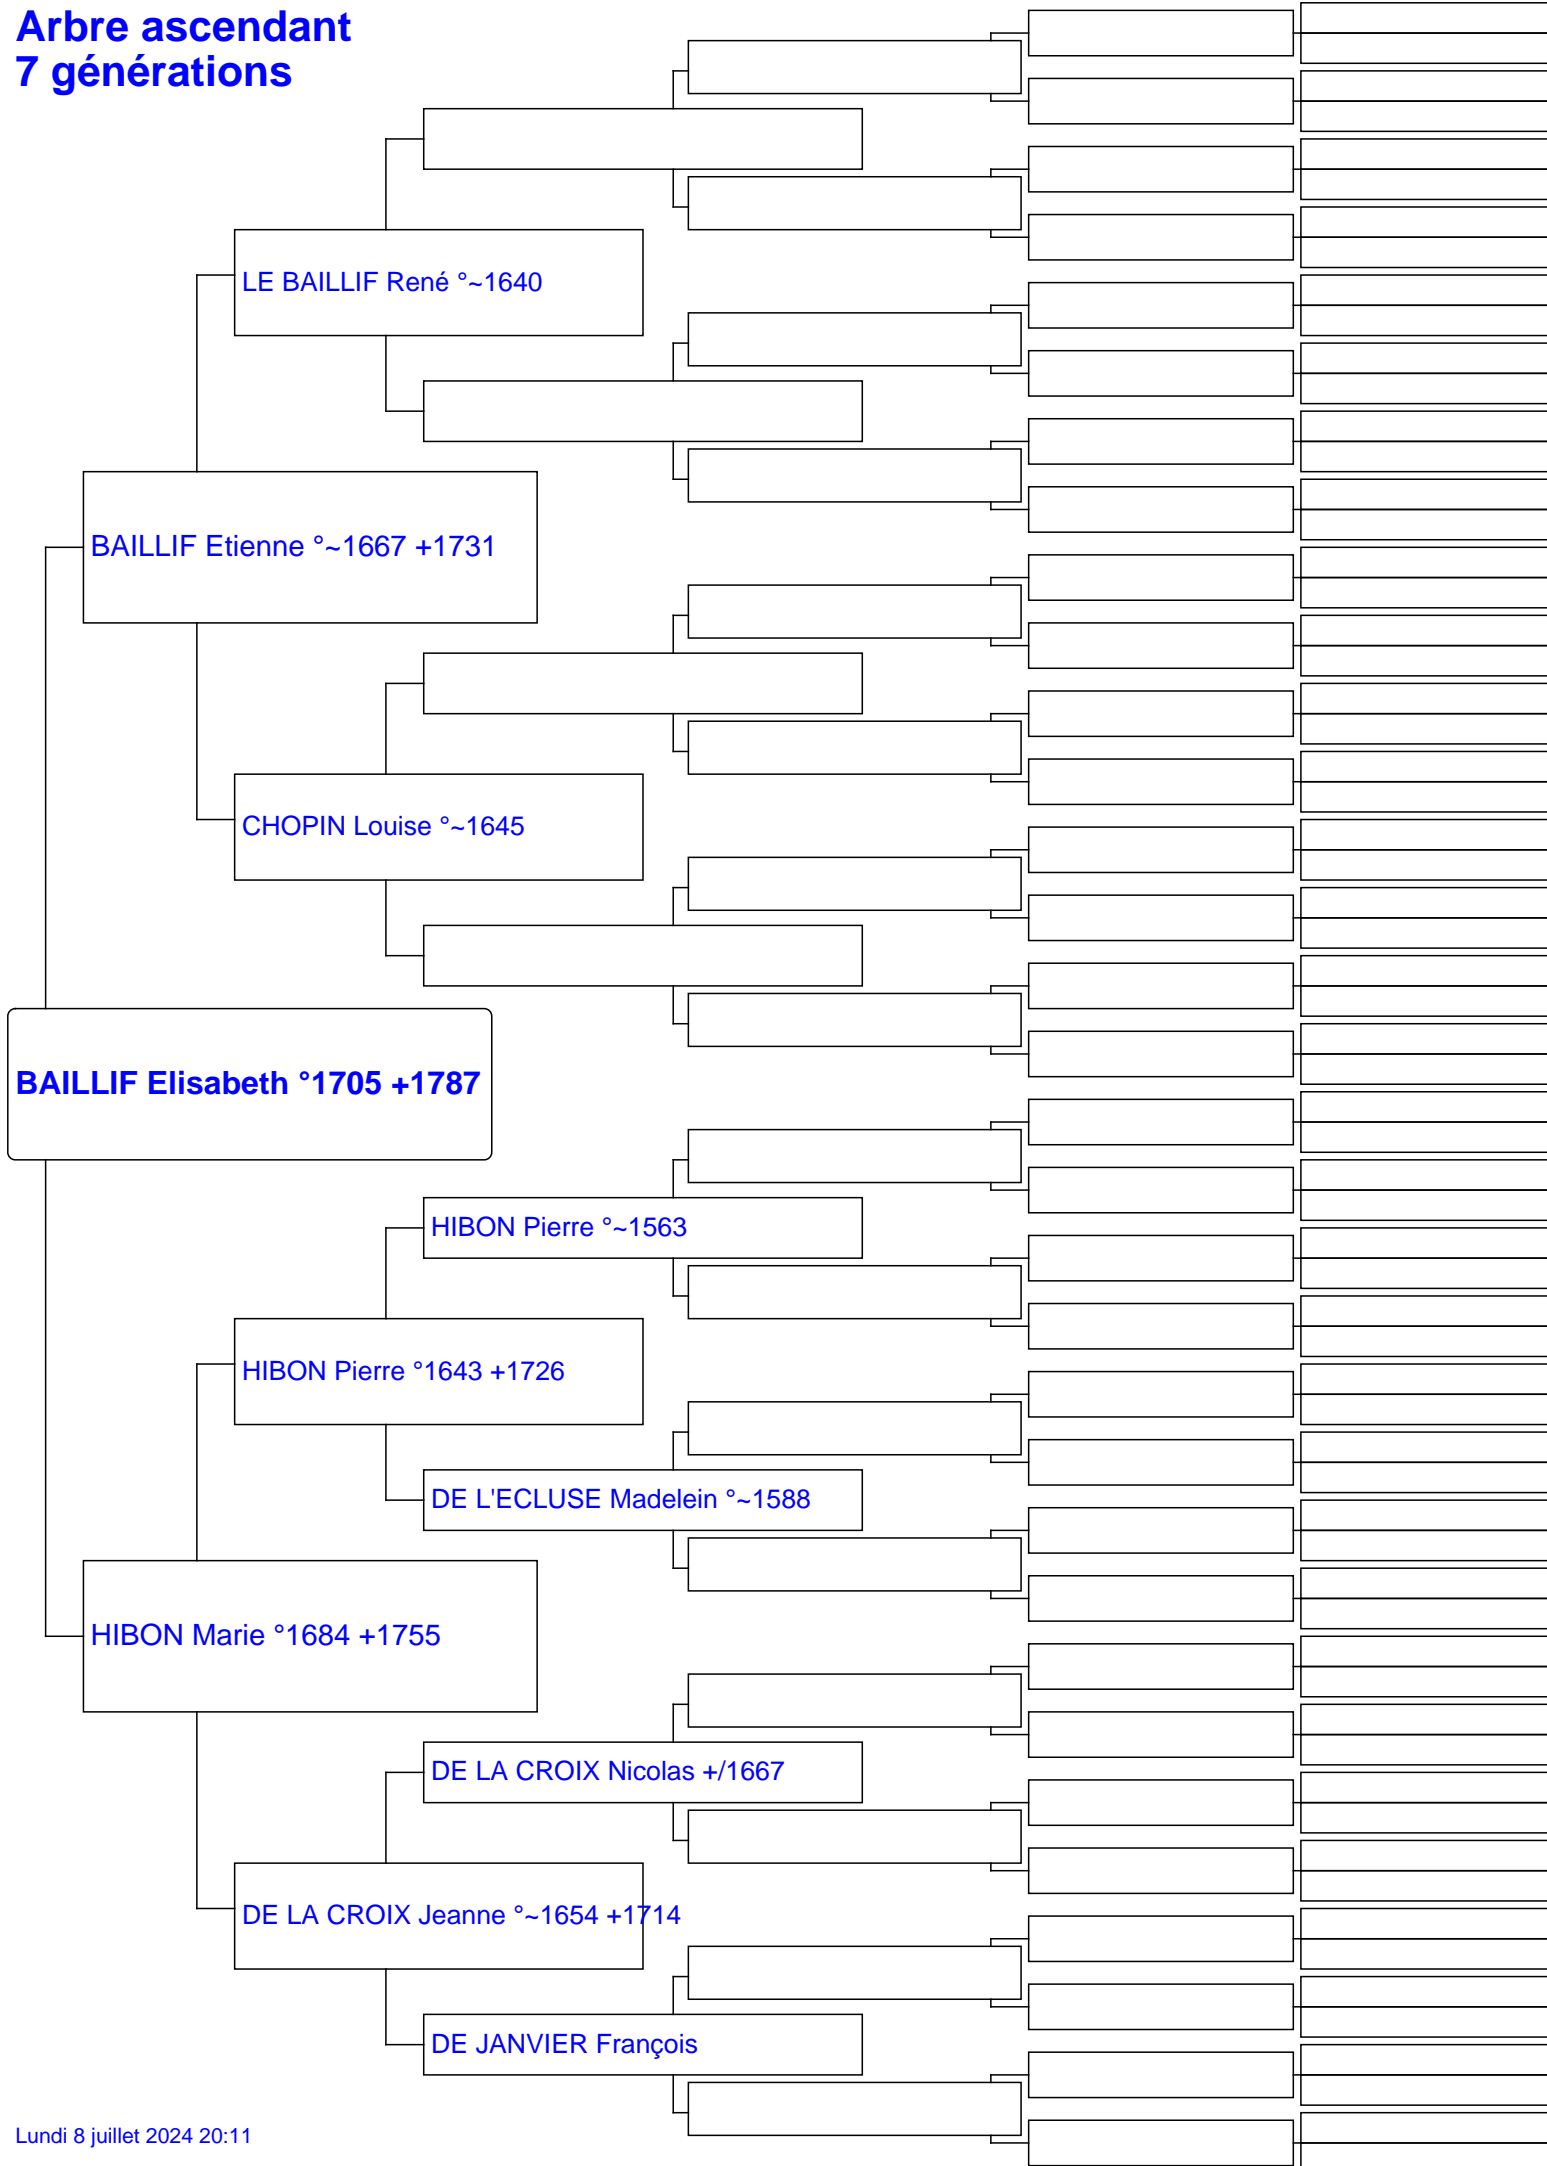 Arbre ascendant
7 générations
LE BAILLIF René °~1640
BAILLIF Etienne °~1667 +1731
CHOPIN Louise °~1645
BAILLIF Elisabeth °1705 +1787
HIBON Pierre °~1563
HIBON Pierre °1643 +1726
DE L'ECLUSE Madelein °~1588
HIBON Marie °1684 +1755
DE LA CROIX Nicolas +/1667
DE LA CROIX Jeanne °~1654 +1714
DE JANVIER François
Lundi 8 juillet 2024 20:11